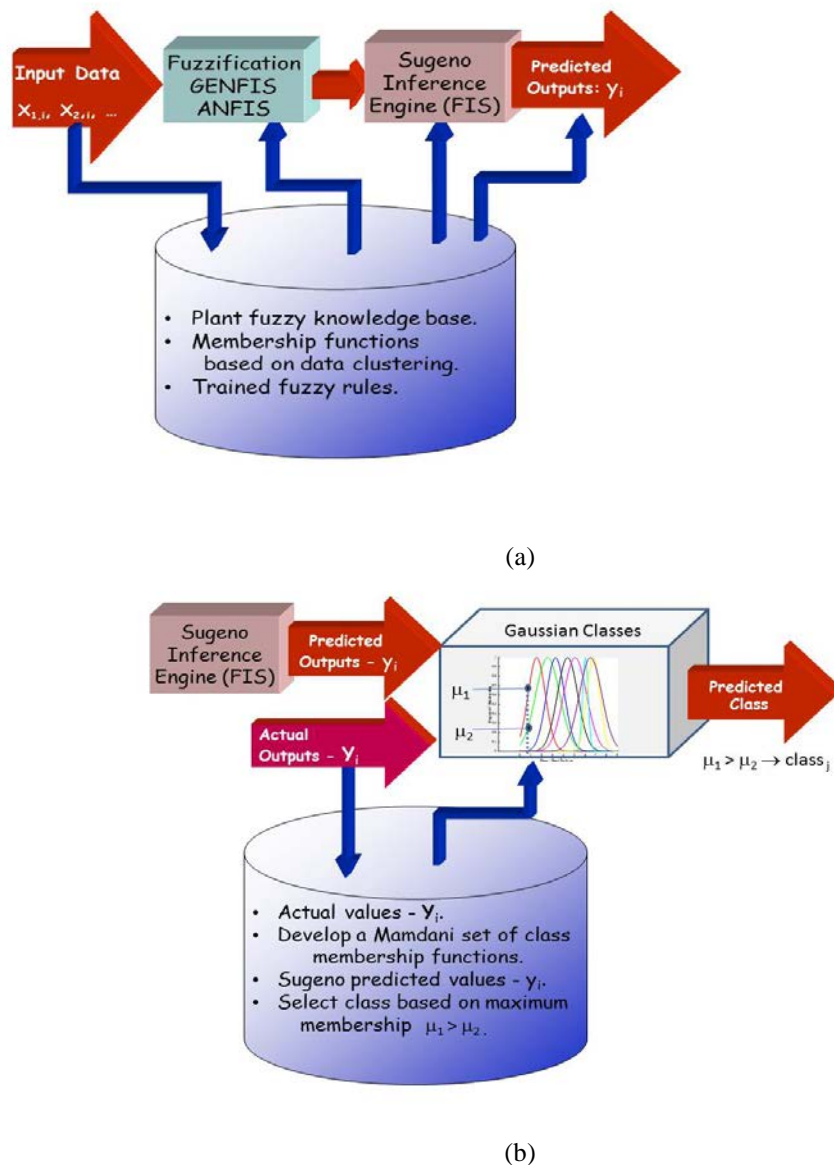 Input Data
X₁,ᵢ, X₂,ᵢ, ...
Fuzzification
GENFIS
ANFIS
Sugeno
Inference
Engine (FIS)
Predicted
Outputs: yᵢ
• Plant fuzzy knowledge base.
• Membership functions
based on data clustering.
• Trained fuzzy rules.
(a)
Sugeno
Inference
Engine (FIS)
Predicted
Outputs - yᵢ
Actual
Outputs - Yᵢ
Gaussian Classes
μ₁
μ₂
Predicted
Class
μ₁ > μ₂ → classⱼ
• Actual values - Yᵢ.
• Develop a Mamdani set of class
membership functions.
• Sugeno predicted values - yᵢ.
• Select class based on maximum
membership μ₁ > μ₂.
(b)